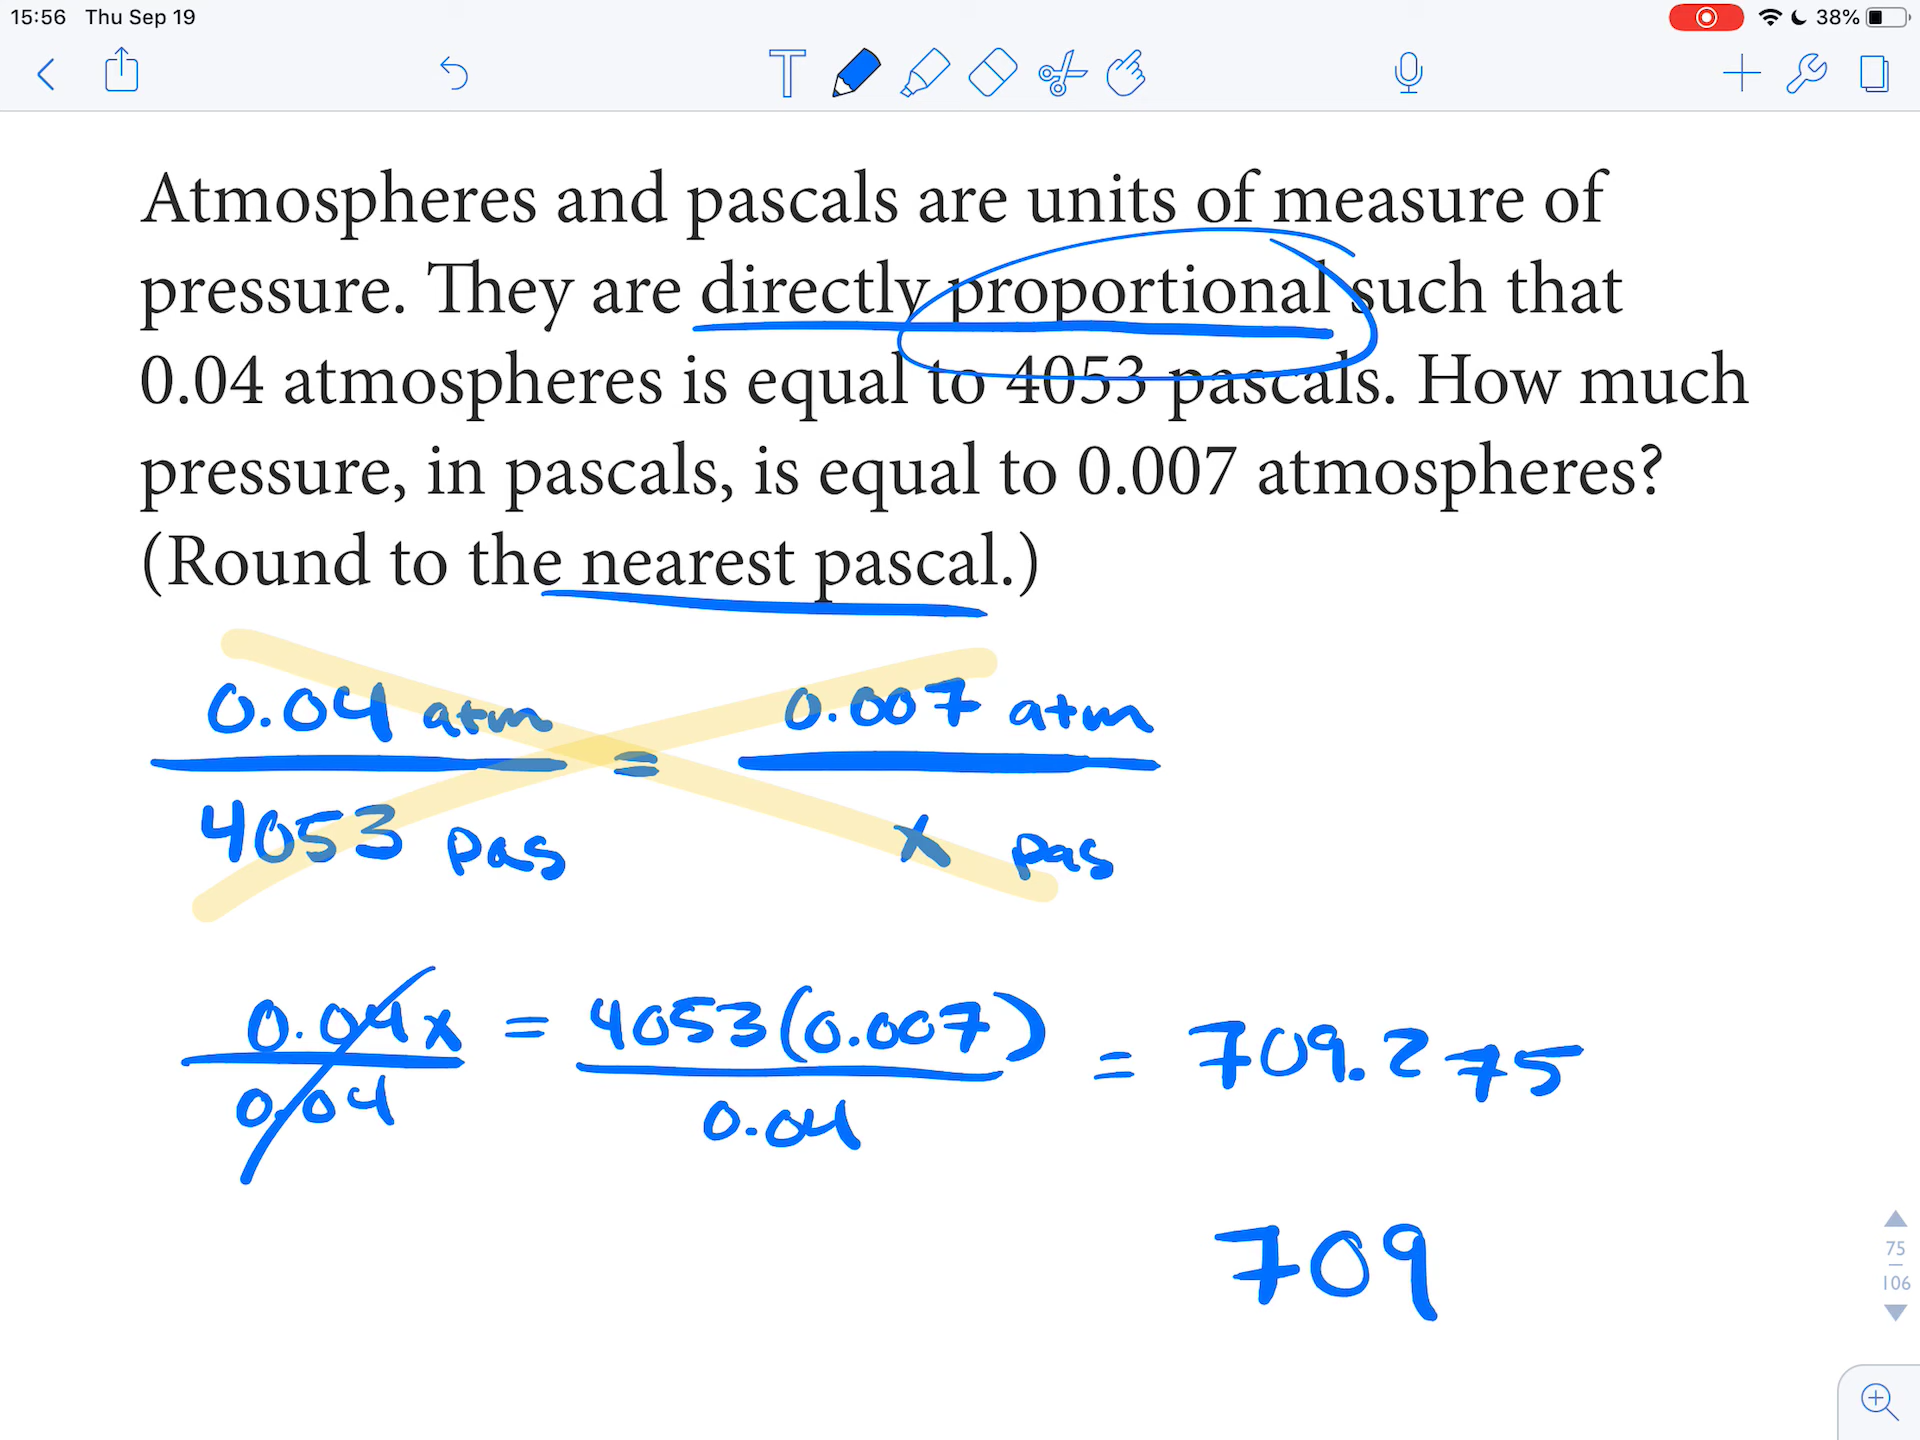 15:56 Thu Sep 19 38%
Atmospheres and pascals are units of measure of
pressure. They are directly proportional such that
0.04 atmospheres is equal to 4053 pascals. How much
pressure, in pascals, is equal to 0.007 atmospheres?
(Round to the nearest pascal.)
0.04 atm = 0.007 atm
4053 pas x pas
0.04x = 4053(0.007) = 709.275
0.04 0.04
709
75
106